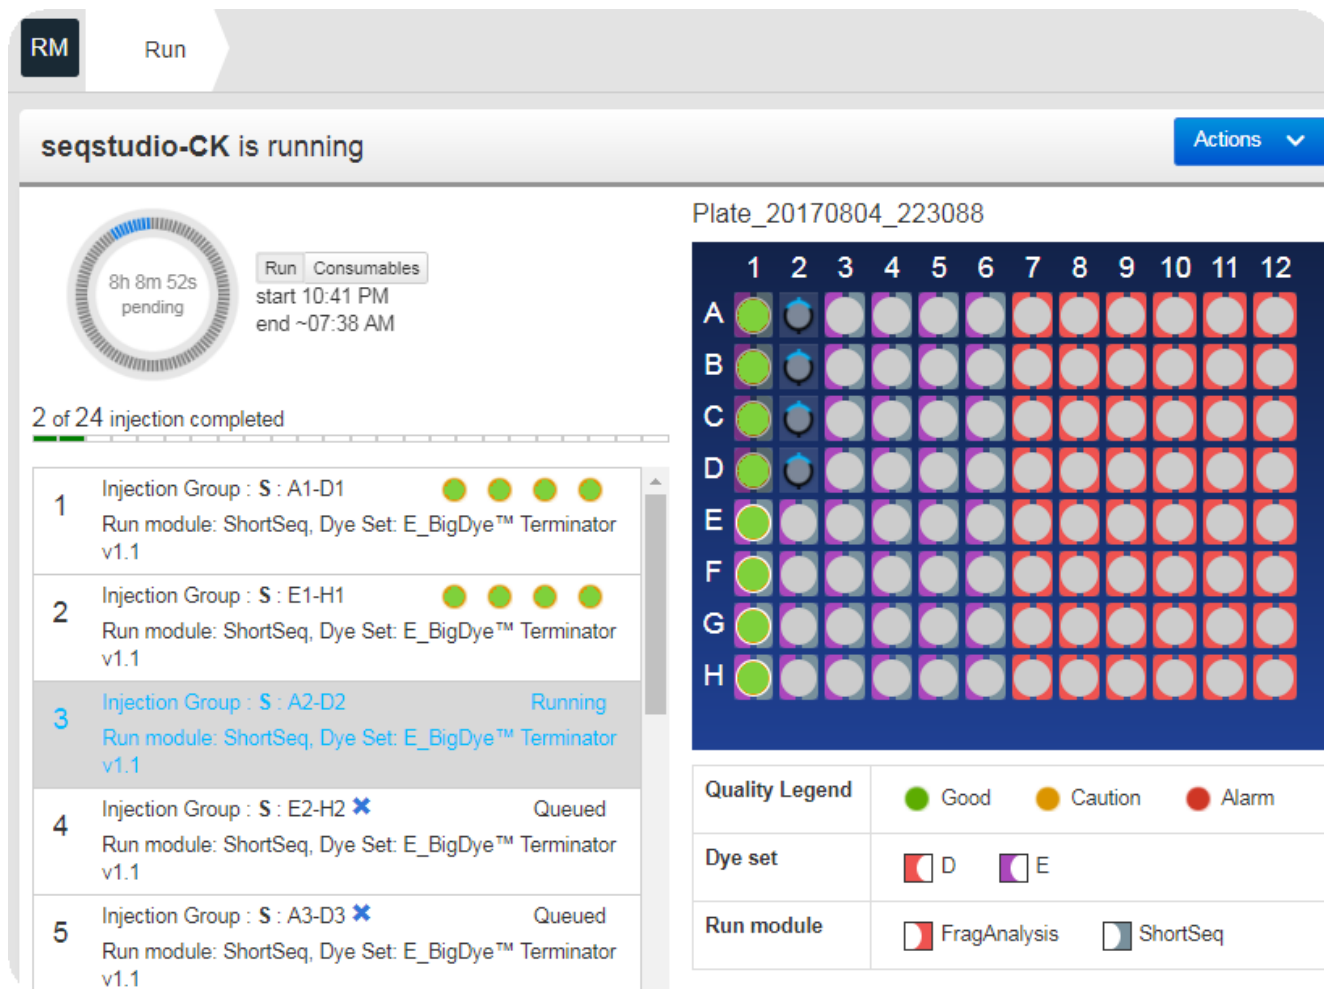 RM
Run
seqstudio-CK is running
Actions
8h 8m 52s
pending
Run Consumables
start 10:41 PM
end ~07:38 AM
2 of 24 injection completed
1
Injection Group : S : A1-D1
Run module: ShortSeq, Dye Set: E_BigDye™ Terminator
v1.1
2
Injection Group : S : E1-H1
Run module: ShortSeq, Dye Set: E_BigDye™ Terminator
v1.1
3
Injection Group : S : A2-D2 Running
Run module: ShortSeq, Dye Set: E_BigDye™ Terminator
v1.1
4
Injection Group : S : E2-H2 Queued
Run module: ShortSeq, Dye Set: E_BigDye™ Terminator
v1.1
5
Injection Group : S : A3-D3 Queued
Run module: ShortSeq, Dye Set: E_BigDye™ Terminator
v1.1
Plate_20170804_223088
1 2 3 4 5 6 7 8 9 10 11 12
A
B
C
D
E
F
G
H
Quality Legend Good Caution Alarm
Dye set D E
Run module FragAnalysis ShortSeq